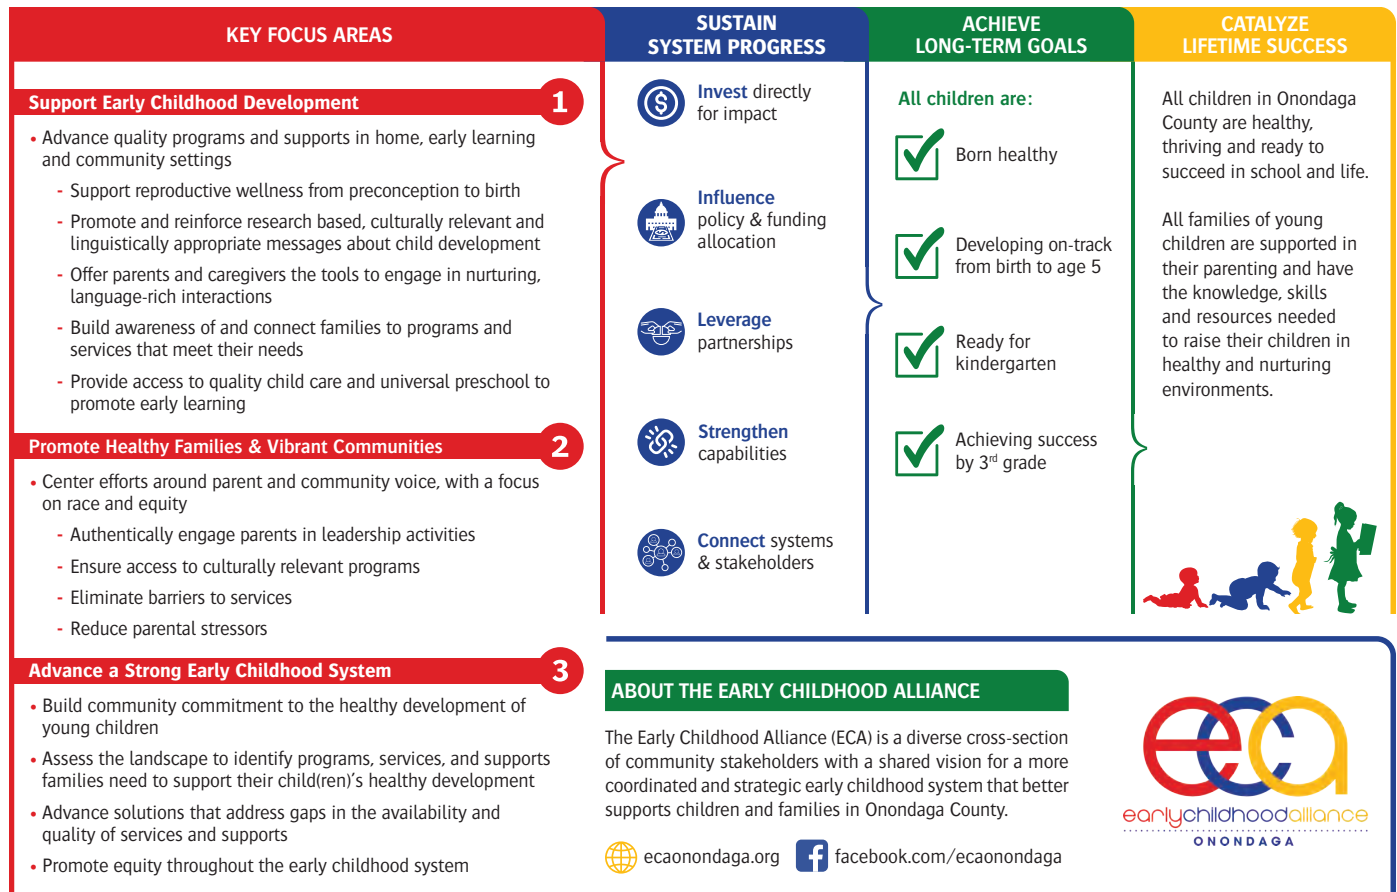 KEY FOCUS AREAS
Support Early Childhood Development
1
• Advance quality programs and supports in home, early learning
and community settings
- Support reproductive wellness from preconception to birth
- Promote and reinforce research based, culturally relevant and
linguistically appropriate messages about child development
- Offer parents and caregivers the tools to engage in nurturing,
language-rich interactions
- Build awareness of and connect families to programs and
services that meet their needs
- Provide access to quality child care and universal preschool to
promote early learning
Promote Healthy Families & Vibrant Communities
2
• Center efforts around parent and community voice, with a focus
on race and equity
- Authentically engage parents in leadership activities
- Ensure access to culturally relevant programs
- Eliminate barriers to services
- Reduce parental stressors
Advance a Strong Early Childhood System
3
• Build community commitment to the healthy development of
young children
• Assess the landscape to identify programs, services, and supports
families need to support their child(ren)'s healthy development
• Advance solutions that address gaps in the availability and
quality of services and supports
• Promote equity throughout the early childhood system
SUSTAIN
SYSTEM PROGRESS
$
Invest directly
for impact
Influence
policy & funding
allocation
Leverage
partnerships
Strengthen
capabilities
Connect systems
& stakeholders
ACHIEVE
LONG-TERM GOALS
All children are:
Born healthy
Developing on-track
from birth to age 5
Ready for
kindergarten
Achieving success
by 3rd grade
CATALYZE
LIFETIME SUCCESS
All children in Onondaga
County are healthy,
thriving and ready to
succeed in school and life.
All families of young
children are supported in
their parenting and have
the knowledge, skills
and resources needed
to raise their children in
healthy and nurturing
environments.
ABOUT THE EARLY CHILDHOOD ALLIANCE
The Early Childhood Alliance (ECA) is a diverse cross-section
of community stakeholders with a shared vision for a more
coordinated and strategic early childhood system that better
supports children and families in Onondaga County.
ecaonondaga.org
f facebook.com/ecaonondaga
eca
earlychildhoodalliance
ONONDAGA